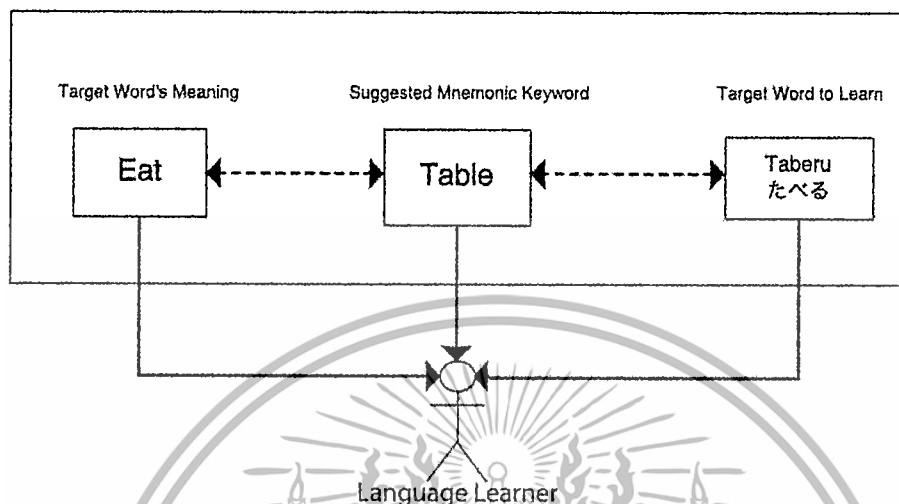 Target Word's Meaning
Suggested Mnemonic Keyword
Target Word to Learn
Eat
Table
Taberu
たべる
Language Learner